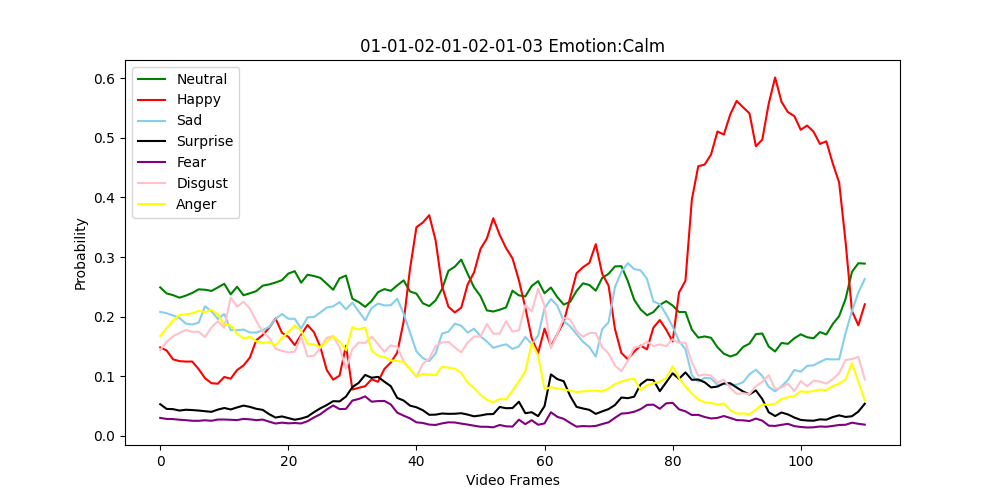 01-01-02-01-02-01-03 Emotion:Calm
Neutral
Happy
Sad
Surprise
Fear
Disgust
Anger
Probability
0.6
0.5
0.4
0.3
0.2
0.1
0.0
0 20 40 60 80 100
Video Frames